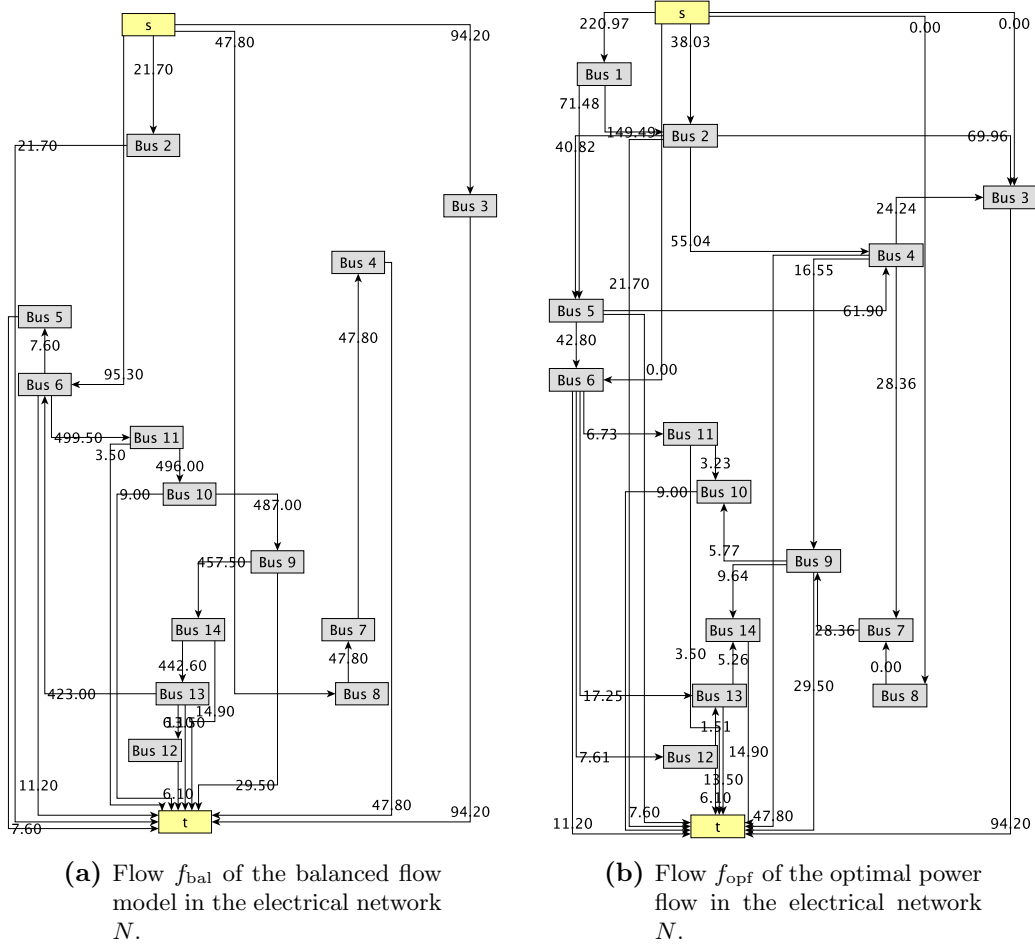 s
47.80
94.20
21.70
21.70
Bus 2
Bus 3
Bus 4
Bus 5
7.60
47.80
95.30
Bus 6
499.50
Bus 11
3.50
496.00
9.00
Bus 10
487.00
457.50
Bus 9
Bus 14
Bus 7
442.60
47.80
423.00
Bus 13
Bus 8
14.90
6.10
13.50
Bus 12
11.20
29.50
6.10
47.80
94.20
7.60
t
s
220.97
0.00
0.00
38.03
Bus 1
71.48
149.49
Bus 2
69.96
40.82
Bus 3
24.24
55.04
Bus 4
16.55
21.70
Bus 5
61.90
42.80
0.00
Bus 6
28.36
6.73
Bus 11
3.23
9.00
Bus 10
5.77
Bus 9
9.64
Bus 14
28.36
Bus 7
3.50
5.26
0.00
29.50
17.25
Bus 13
Bus 8
1.51
7.61
Bus 12
14.90
13.50
6.10
11.20
7.60
47.80
94.20
t
(a) Flow f_bal of the balanced flow
model in the electrical network
N.
(b) Flow f_opf of the optimal power
flow in the electrical network
N.